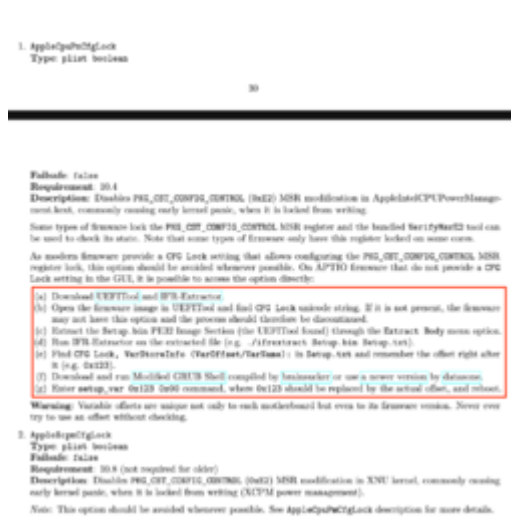 1. AppleCpuPmCfgLock
Type: plist boolean
30
Failsafe: false
Requirement: 10.4
Description: Disables PKG_CST_CONFIG_CONTROL (0xE2) MSR modification in AppleIntelCPUPowerManage-
ment.kext, commonly causing early kernel panic, when it is locked from writing.
Some types of firmware lock the PKG_CST_CONFIG_CONTROL MSR register and the bundled VerifyMsrE2 tool can
be used to check its state. Note that some types of firmware only have this register locked on some cores.
As modern firmware provide a CFG Lock setting that allows configuring the PKG_CST_CONFIG_CONTROL MSR
register lock, this option should be avoided whenever possible. On APTIO firmware that do not provide a CFG
Lock setting in the GUI, it is possible to access the option directly:
(a) Download UEFITool and IFR-Extractor.
(b) Open the firmware image in UEFITool and find CFG Lock unicode string. If it is not present, the firmware
may not have this option and the process should therefore be discontinued.
(c) Extract the Setup.bin PE32 Image Section (the UEFITool found) through the Extract Body menu option.
(d) Run IFR-Extractor on the extracted file (e.g. ./ifrextract Setup.bin Setup.txt).
(e) Find CFG Lock, VarStoreInfo (VarOffset/VarName): in Setup.txt and remember the offset right after
it (e.g. 0x123).
(f) Download and run Modified GRUB Shell compiled by brainsucker or use a newer version by datasone.
(g) Enter setup_var 0x123 0x00 command, where 0x123 should be replaced by the actual offset, and reboot.
Warning: Variable offsets are unique not only to each motherboard but even to its firmware version. Never ever
try to use an offset without checking.
2. AppleXcpmCfgLock
Type: plist boolean
Failsafe: false
Requirement: 10.8 (not required for older)
Description: Disables PKG_CST_CONFIG_CONTROL (0xE2) MSR modification in XNU kernel, commonly causing
early kernel panic, when it is locked from writing (XCPM power management).
Note: This option should be avoided whenever possible. See AppleCpuPmCfgLock description for more details.